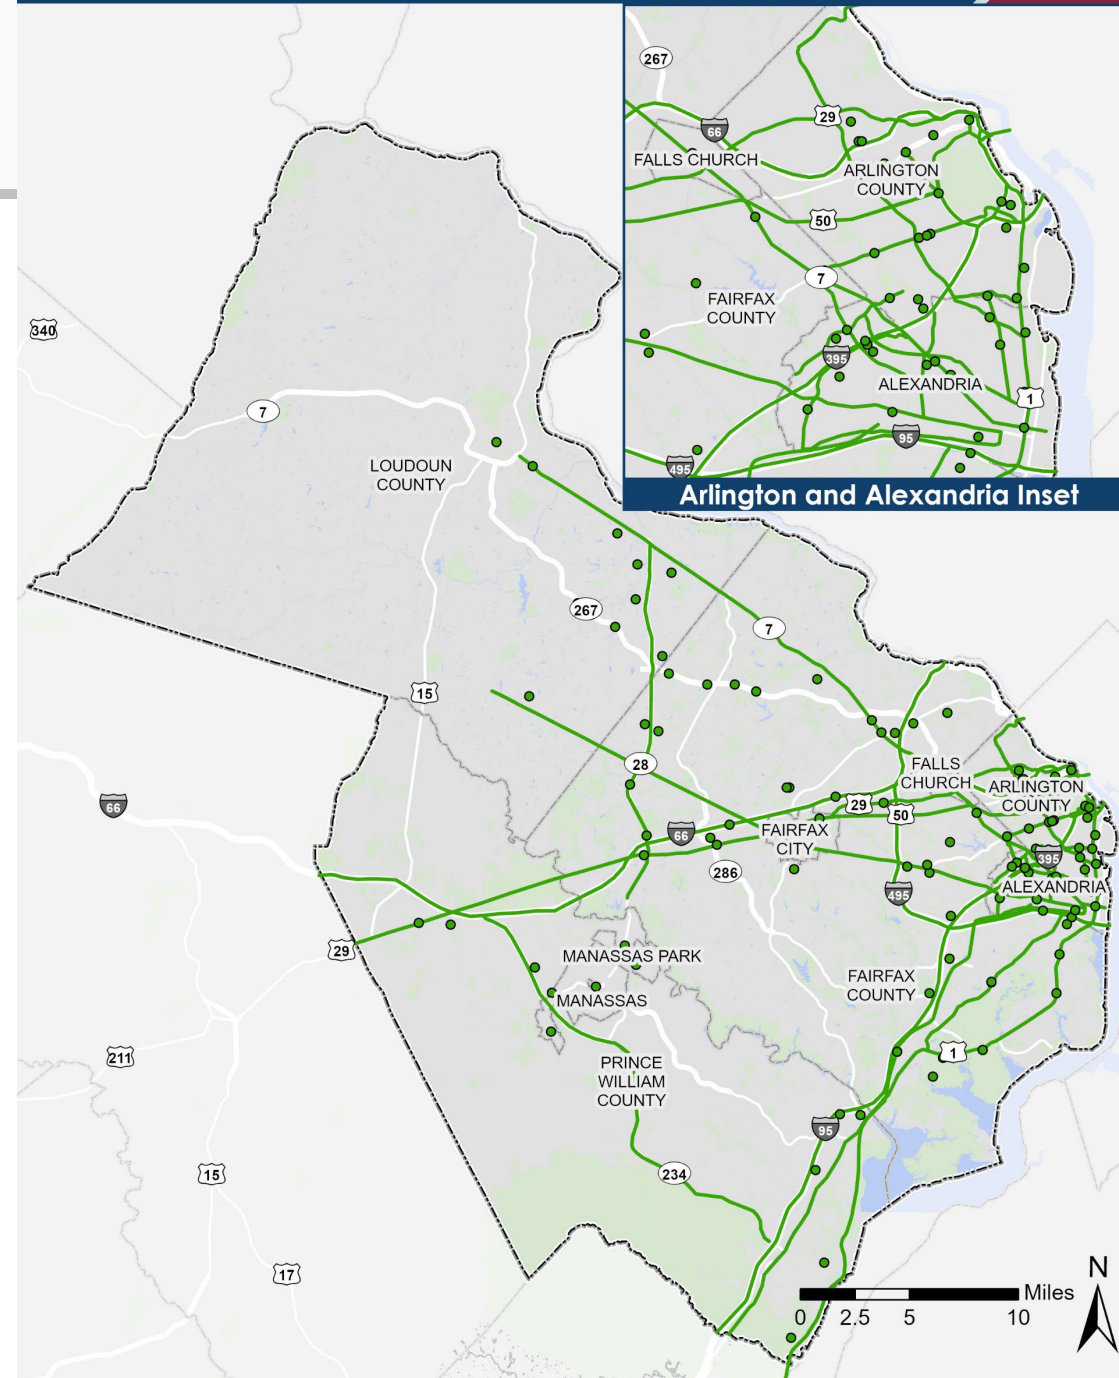 267
66
29
FALLS CHURCH
ARLINGTON
COUNTY
50
7
FAIRFAX
COUNTY
395
ALEXANDRIA
1
95
495
Arlington and Alexandria Inset
340
7
LOUDOUN
COUNTY
267
7
15
28
66
FALLS
CHURCH
ARLINGTON
COUNTY
29
50
66
FAIRFAX
CITY
395
286
495
ALEXANDRIA
29
MANASSAS PARK
MANASSAS
FAIRFAX
COUNTY
211
1
PRINCE
WILLIAM
COUNTY
95
15
234
17
N
Miles
0 2.5 5 10